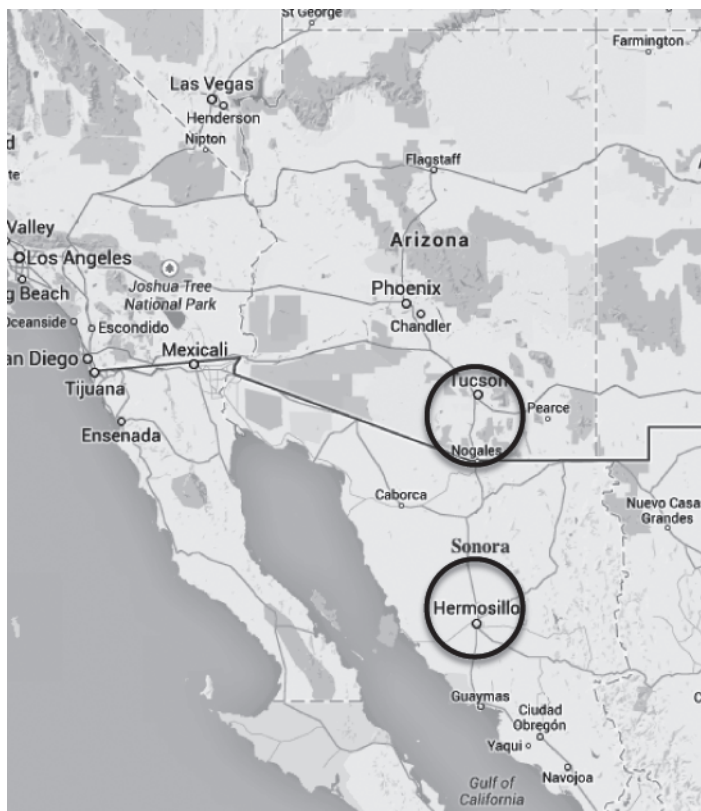 St George
Farmington
Las Vegas
Henderson
Nipton
Flagstaff
d
te
Valley
Arizona
Los Angeles
Joshua Tree
National Park
Phoenix
g Beach
Chandler
Oceanside
Escondido
an Diego
Mexicali
Tijuana
Tucson
Pearce
Ensenada
Nogales
Caborca
Nuevo Casa
Grandes
Sonora
Hermosillo
Guaymas
Ciudad
Obregón
Yaqui
Navojoa
Gulf of
California